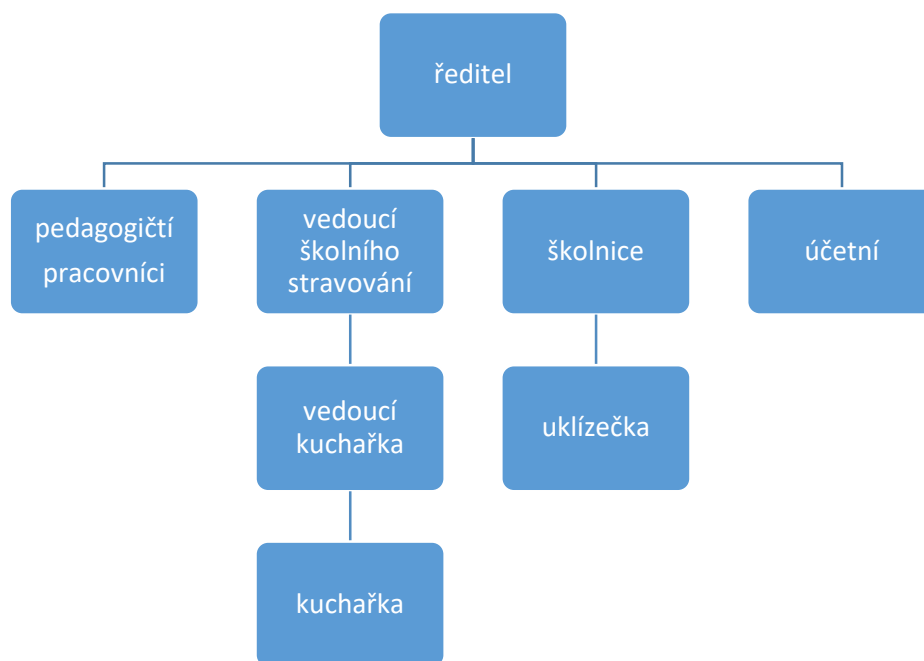 ředitel
pedagogičtí
pracovníci
vedoucí
školního
stravování
školnice
účetní
vedoucí
kuchařka
uklízečka
kuchařka